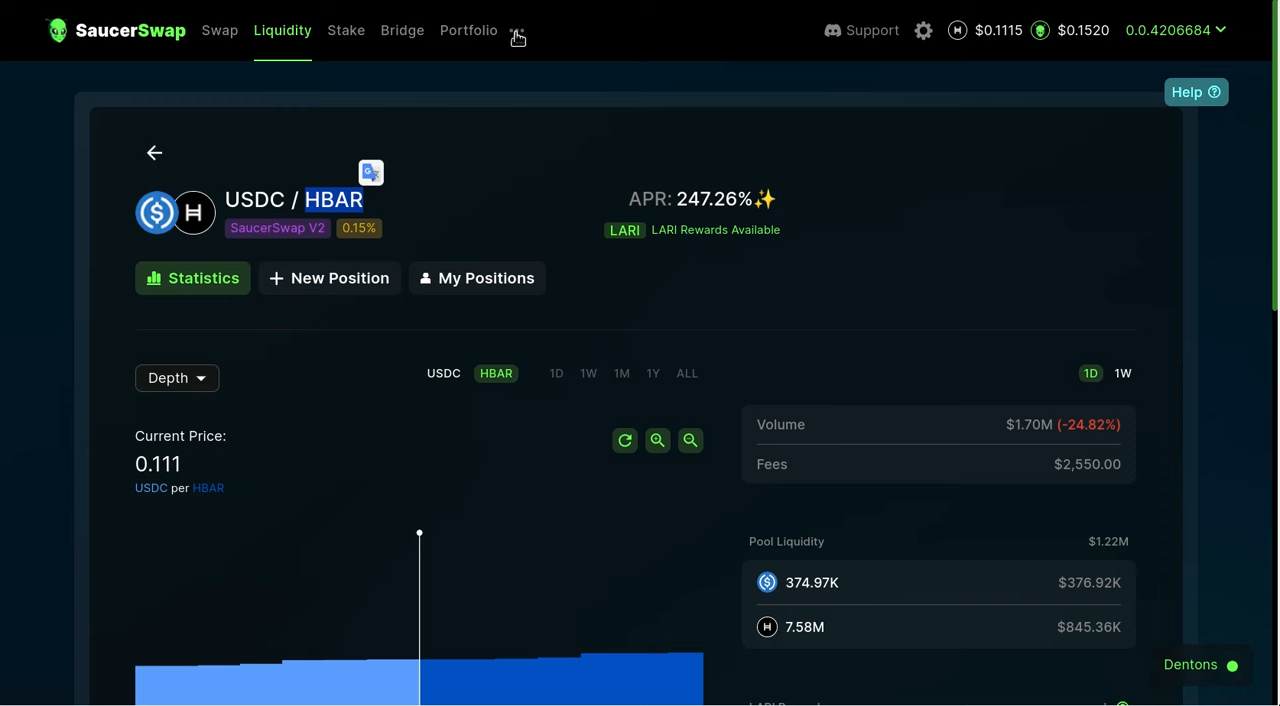 SaucerSwap Swap Liquidity Stake Bridge Portfolio Support $0.1115 $0.1520 0.0.4206684
Help
USDC / HBAR
SaucerSwap V2 0.15%
APR: 247.26%✨
LARI LARI Rewards Available
Statistics New Position My Positions
Depth USDC HBAR 1D 1W 1M 1Y ALL 1D 1W
Current Price:
0.111
USDC per HBAR
Volume $1.70M (-24.82%)
Fees $2,550.00
Pool Liquidity $1.22M
374.97K $376.92K
7.58M $845.36K
Dentons